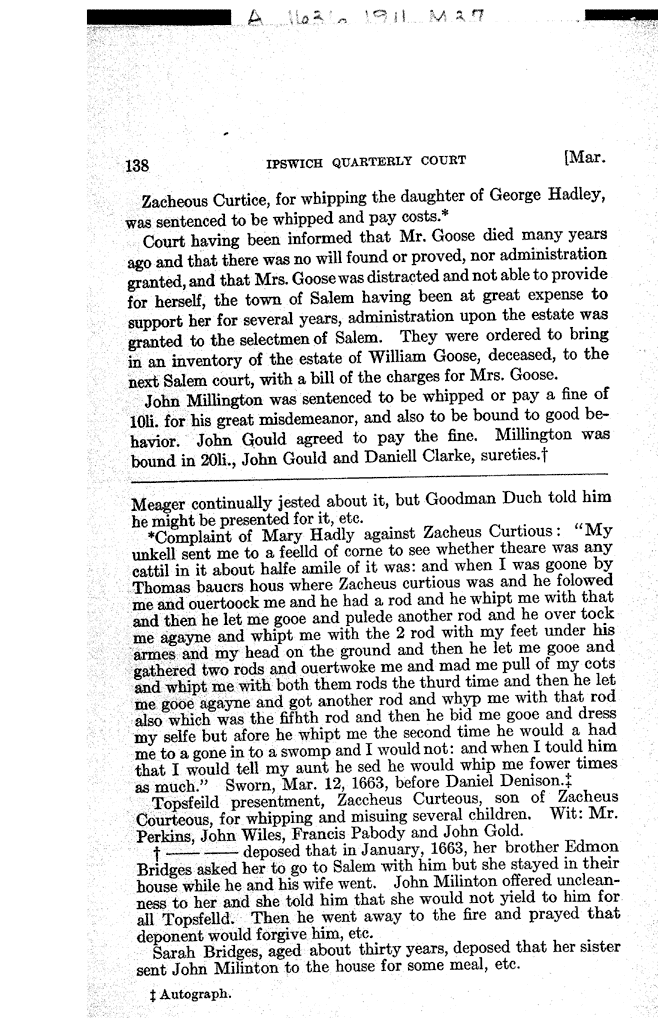 A 1631. 1911 M27
138 IPSWICH QUARTERLY COURT [Mar.
Zacheous Curtice, for whipping the daughter of George Hadley,
was sentenced to be whipped and pay costs.*
Court having been informed that Mr. Goose died many years
ago and that there was no will found or proved, nor administration
granted, and that Mrs. Goose was distracted and not able to provide
for herself, the town of Salem having been at great expense to
support her for several years, administration upon the estate was
granted to the selectmen of Salem. They were ordered to bring
in an inventory of the estate of William Goose, deceased, to the
next Salem court, with a bill of the charges for Mrs. Goose.
John Millington was sentenced to be whipped or pay a fine of
10li. for his great misdemeanor, and also to be bound to good be-
havior. John Gould agreed to pay the fine. Millington was
bound in 20li., John Gould and Daniell Clarke, sureties.†
Meager continually jested about it, but Goodman Duch told him
he might be presented for it, etc.
*Complaint of Mary Hadly against Zacheus Curtious: "My
unkell sent me to a feelld of corne to see whether theare was any
cattil in it about halfe amile of it was: and when I was goone by
Thomas bauers hous where Zacheus curtious was and he folowed
me and ouertoock me and he had a rod and he whipt me with that
and then he let me gooe and pulede another rod and he over tock
me agayne and whipt me with the 2 rod with my feet under his
armes and my head on the ground and then he let me gooe and
gathered two rods and ouertwoke me and mad me pull of my cots
and whipt me with both them rods the thurd time and then he let
me gooe agayne and got another rod and whyp me with that rod
also which was the fifhth rod and then he bid me gooe and dress
my selfe but afore he whipt me the second time he would a had
me to a gone in to a swomp and I would not: and when I tould him
that I would tell my aunt he sed he would whip me fower times
as much." Sworn, Mar. 12, 1663, before Daniel Denison.‡
Topsfeild presentment, Zaccheus Curteous, son of Zacheus
Courteous, for whipping and misuing several children. Wit: Mr.
Perkins, John Wiles, Francis Pabody and John Gold.
† —— —— deposed that in January, 1663, her brother Edmon
Bridges asked her to go to Salem with him but she stayed in their
house while he and his wife went. John Milinton offered unclean-
ness to her and she told him that she would not yield to him for
all Topsfelld. Then he went away to the fire and prayed that
deponent would forgive him, etc.
Sarah Bridges, aged about thirty years, deposed that her sister
sent John Milinton to the house for some meal, etc.
‡ Autograph.